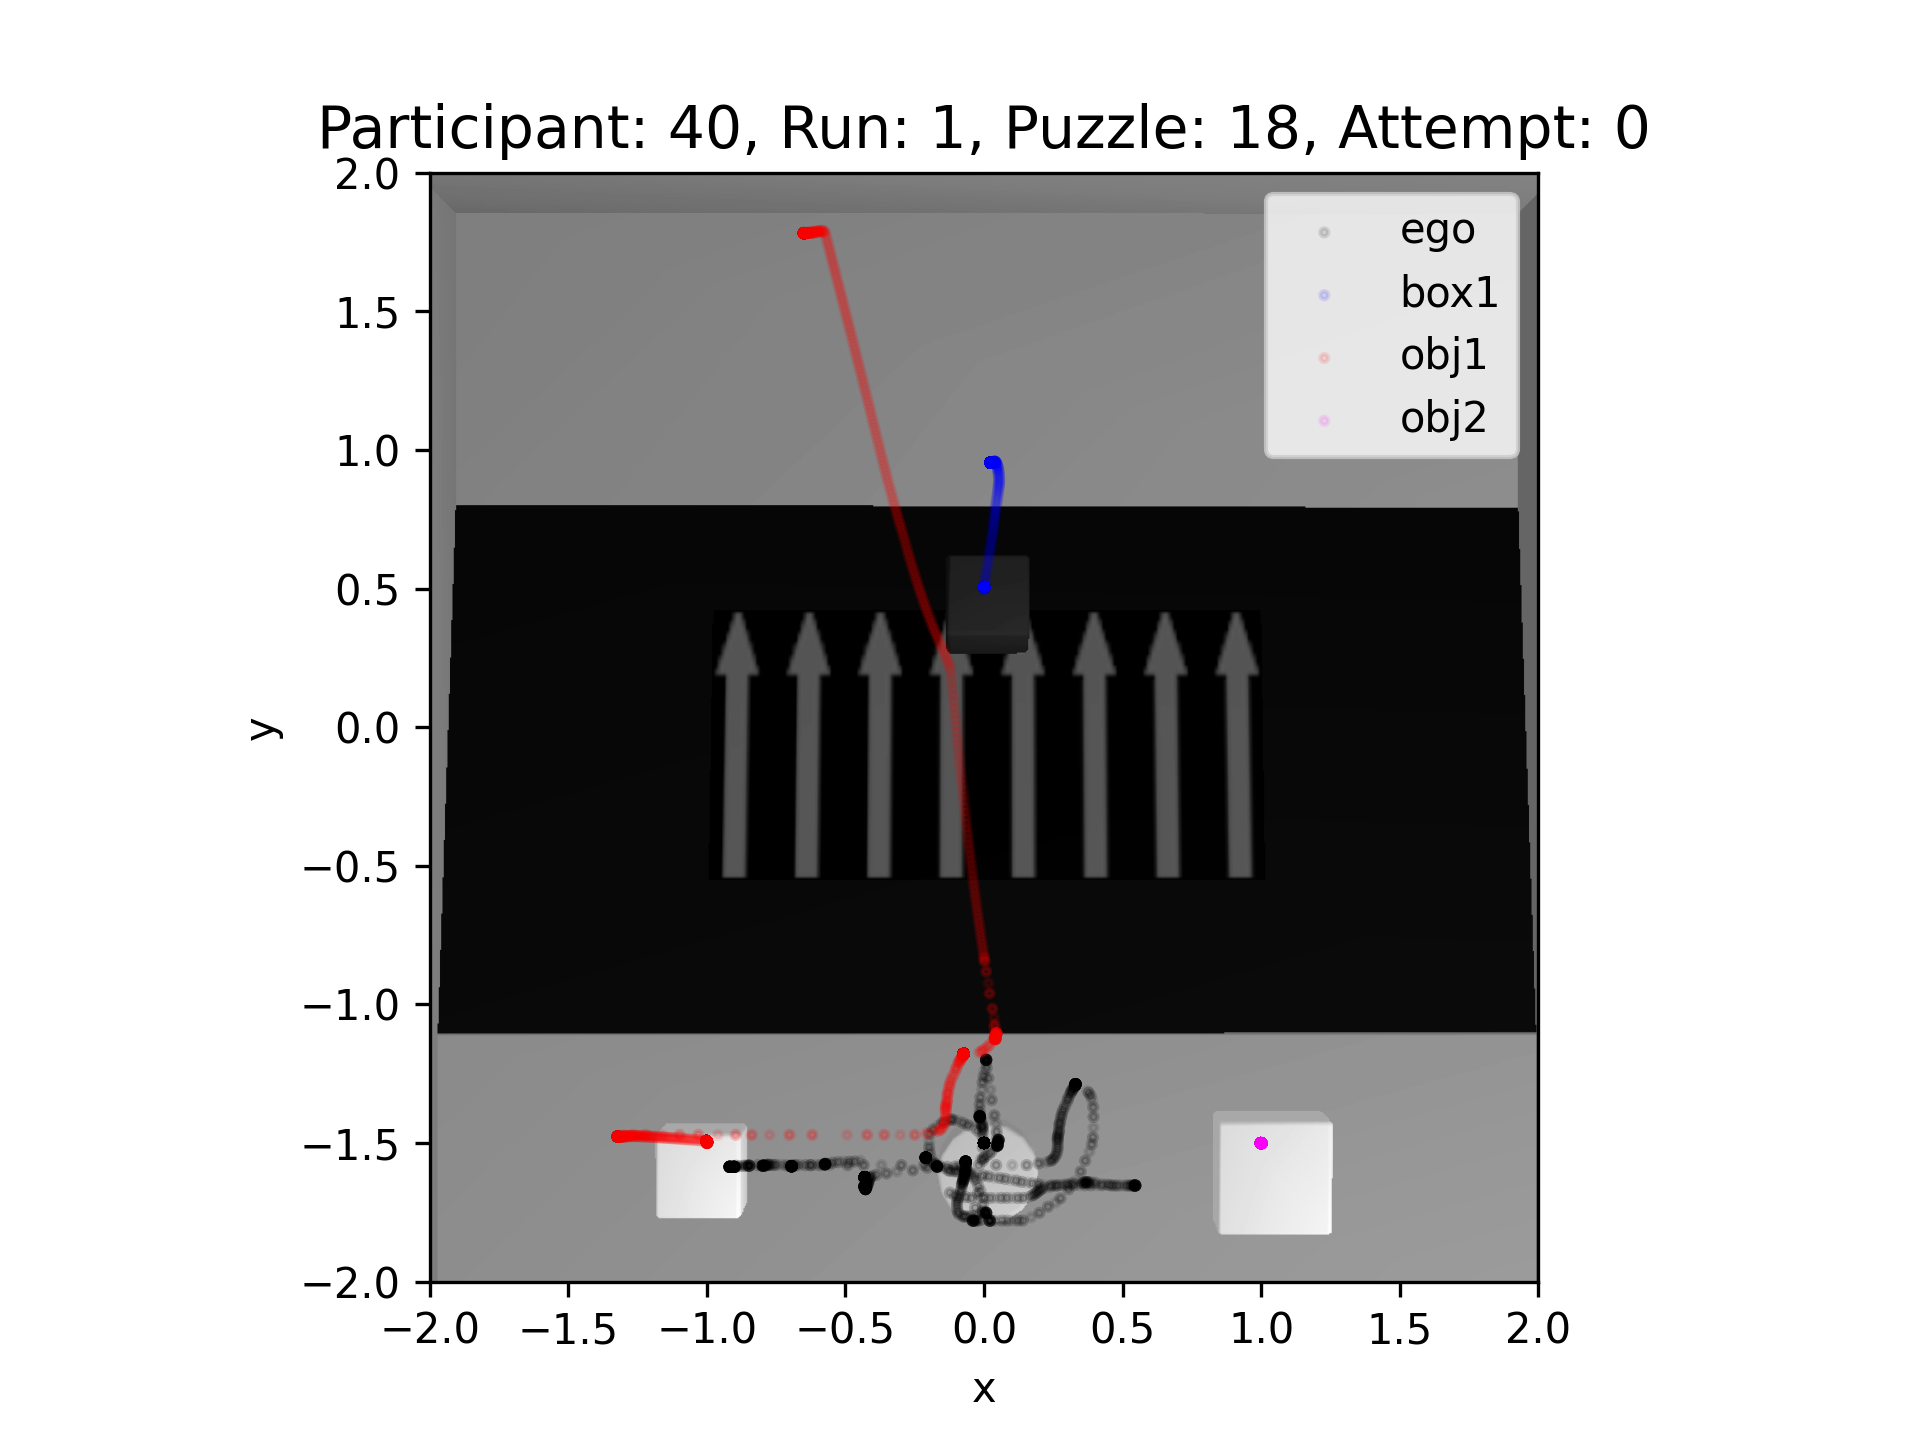 Participant: 40, Run: 1, Puzzle: 18, Attempt: 0
2.0
1.5
1.0
0.5
0.0
−0.5
−1.0
−1.5
−2.0
y
ego
box1
obj1
obj2
−2.0 −1.5 −1.0 −0.5 0.0 0.5 1.0 1.5 2.0
x